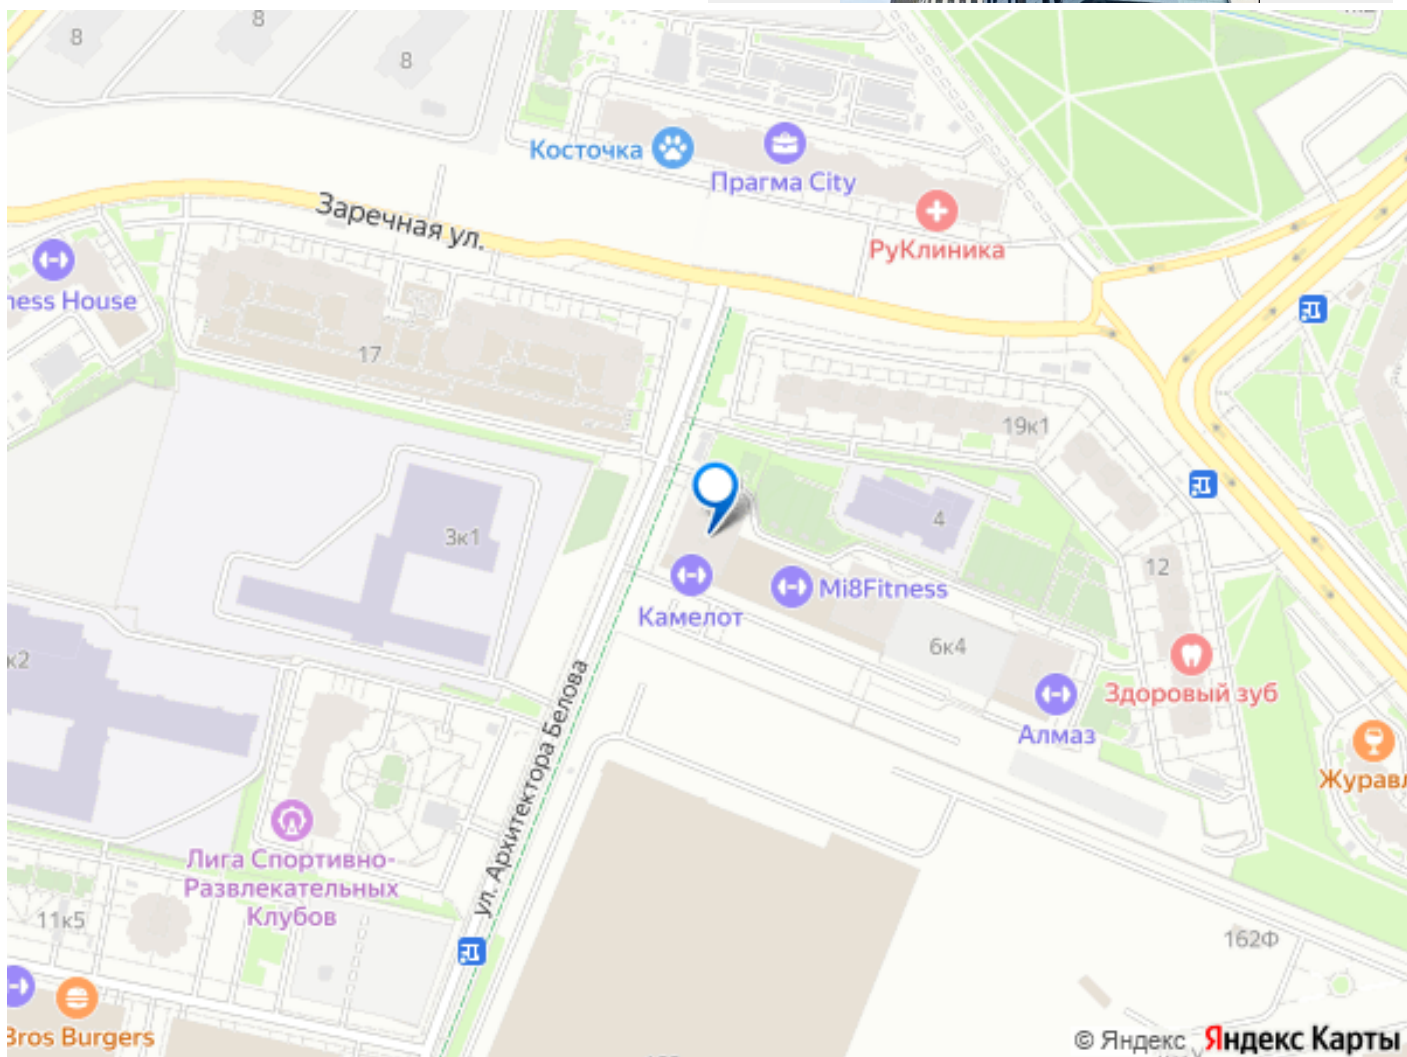 8
8
8
Косточка
Прагма City
РуКлиника
Заречная ул.
ness House
17
19к1
3к1
4
12
Mi8Fitness
Камелот
6к4
Здоровый зуб
Алмаз
к2
Журавл
ул. Архитектора Белова
Лига Спортивно-
Развлекательных
Клубов
11к5
162Ф
Bros Burgers
© Яндекс Яндекс Карты